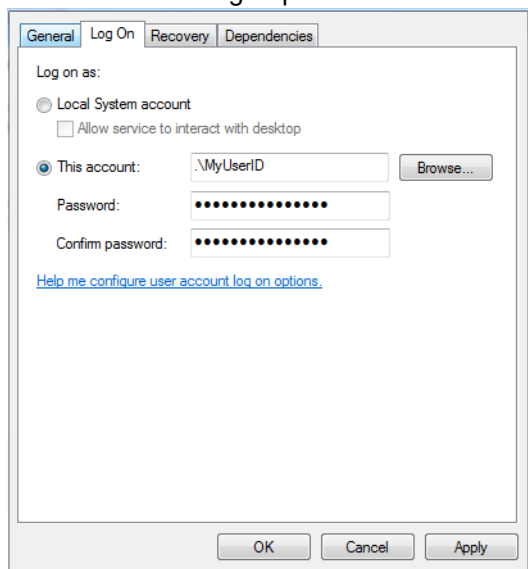 General Log On Recovery Dependencies
Log on as:
Local System account
Allow service to interact with desktop
This account: .\MyUserID Browse...
Password: ●●●●●●●●●●●●●●●
Confirm password: ●●●●●●●●●●●●●●●
Help me configure user account log on options.
OK Cancel Apply